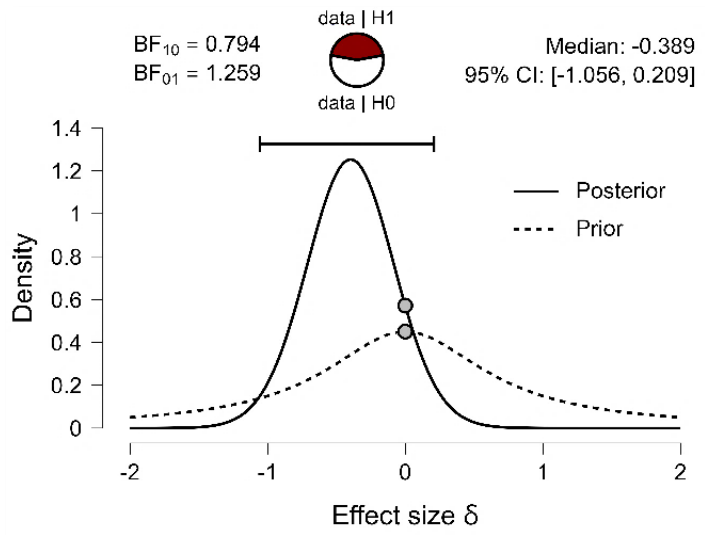 data | H1
BF10 = 0.794
BF01 = 1.259
Median: -0.389
95% CI: [-1.056, 0.209]
data | H0
1.4
1.2
1
0.8
0.6
0.4
0.2
0
Density
Posterior
Prior
-2 -1 0 1 2
Effect size δ